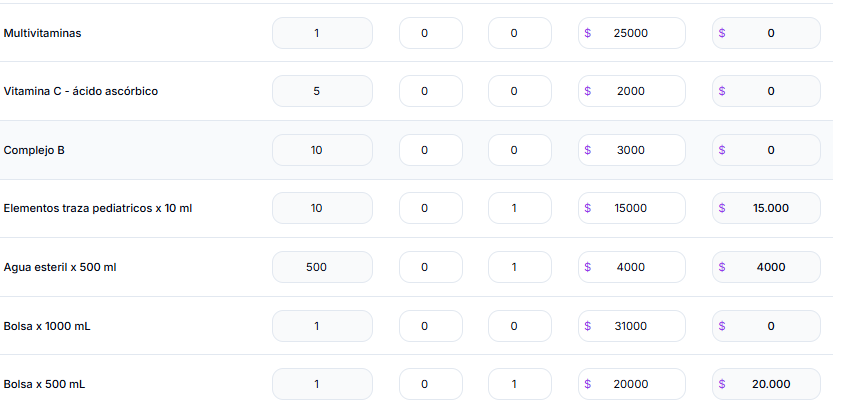 Multivitaminas 1 0 0 $ 25000 $ 0
Vitamina C - ácido ascórbico 5 0 0 $ 2000 $ 0
Complejo B 10 0 0 $ 3000 $ 0
Elementos traza pediatricos x 10 ml 10 0 1 $ 15000 $ 15.000
Agua esteril x 500 ml 500 0 1 $ 4000 $ 4000
Bolsa x 1000 mL 1 0 0 $ 31000 $ 0
Bolsa x 500 mL 1 0 1 $ 20000 $ 20.000